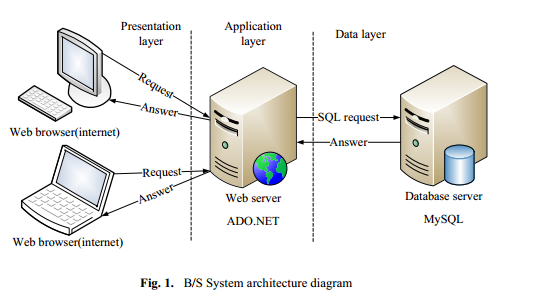 Presentation
layer
Application
layer
Data layer
Request
Answer
SQL request
Answer
Web browser(internet)
Request
Answer
Web server
ADO.NET
Database server
MySQL
Web browser(internet)
Fig. 1. B/S System architecture diagram